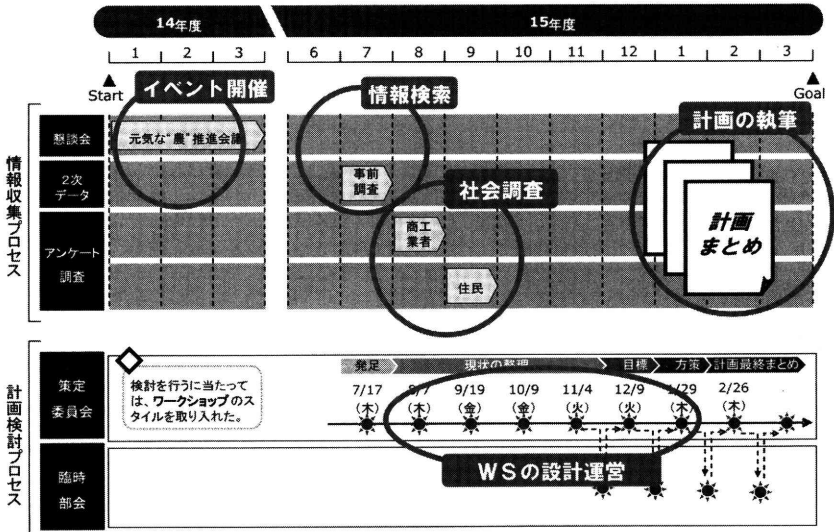 14年度
15年度
1 2 3 6 7 8 9 10 11 12 1 2 3
Start
イベント開催
情報検索
Goal
計画の執筆
情報収集プロセス
懇談会
元気な“農”推進会議
2次
データ
事前
調査
社会調査
アンケート
調査
商工
業者
住民
計画
まとめ
計画検討プロセス
策定
委員会
検討を行うに当たって
は、ワークショップのス
タイルを取り入れた。
発足 現状の整理 目標 方策 計画最終まとめ
7/17 8/7 9/19 10/9 11/4 12/9 1/29 2/26
(木) (木) (金) (金) (火) (火) (木) (木)
WSの設計運営
臨時
部会